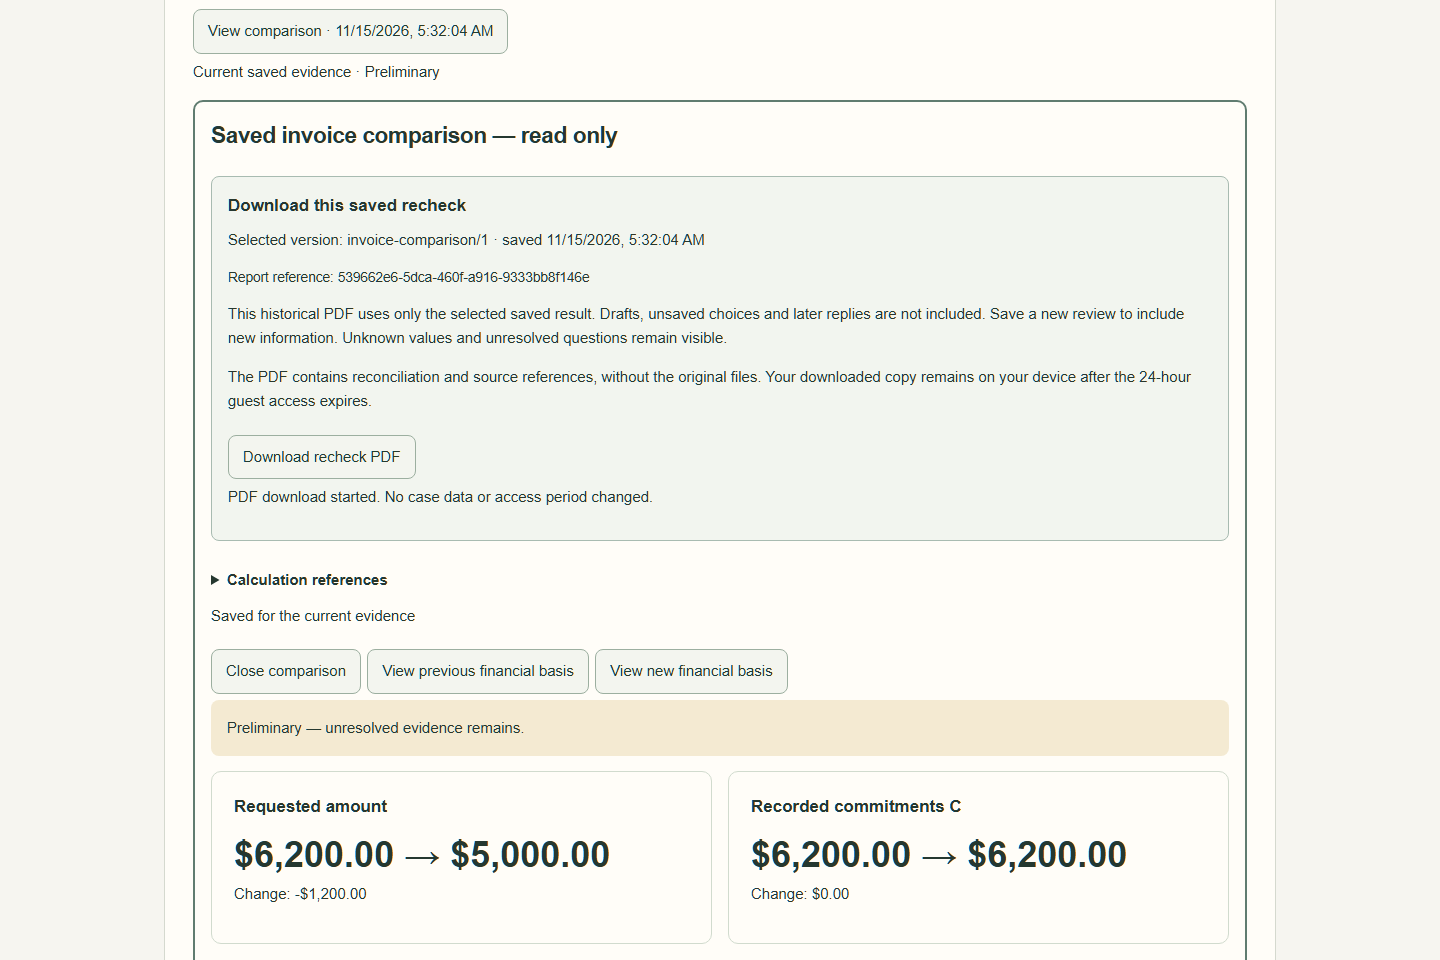 View comparison · 11/15/2026, 5:32:04 AM
Current saved evidence · Preliminary
Saved invoice comparison — read only
Download this saved recheck
Selected version: invoice-comparison/1 · saved 11/15/2026, 5:32:04 AM
Report reference: 539662e6-5dca-460f-a916-9333bb8f146e
This historical PDF uses only the selected saved result. Drafts, unsaved choices and later replies are not included. Save a new review to include
new information. Unknown values and unresolved questions remain visible.
The PDF contains reconciliation and source references, without the original files. Your downloaded copy remains on your device after the 24-hour
guest access expires.
Download recheck PDF
PDF download started. No case data or access period changed.
Calculation references
Saved for the current evidence
Close comparison View previous financial basis View new financial basis
Preliminary — unresolved evidence remains.
Requested amount
$6,200.00 → $5,000.00
Change: -$1,200.00
Recorded commitments C
$6,200.00 → $6,200.00
Change: $0.00